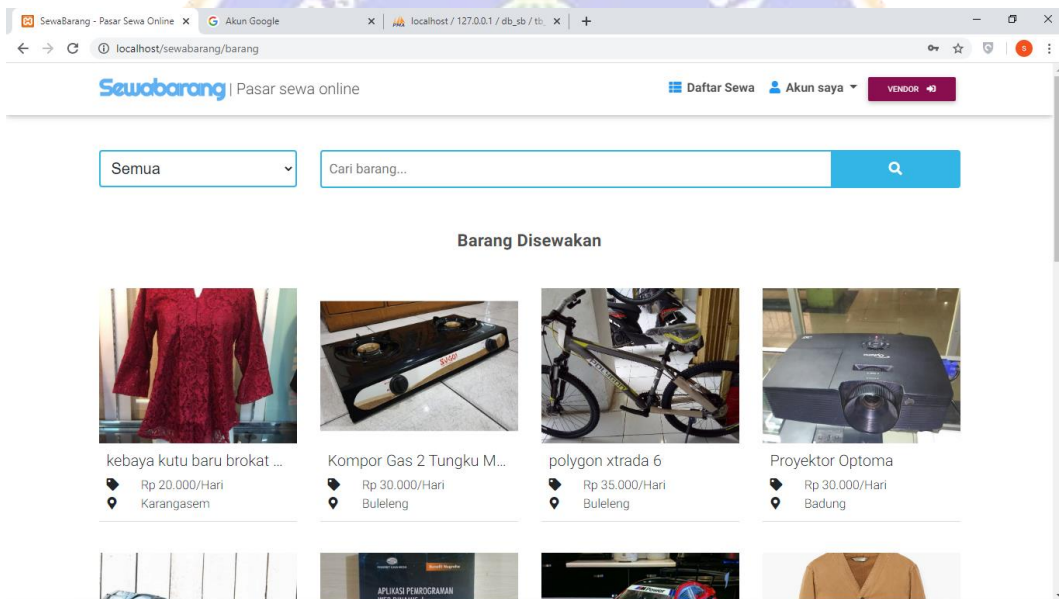 SewaBarang - Pasar Sewa Online
Akun Google
localhost / 127.0.0.1 / db_sb / tb_
localhost/sewabarang/barang
Sewabarang | Pasar sewa online
Daftar Sewa
Akun saya
VENDOR
Semua
Cari barang...
Barang Disewakan
kebaya kutu baru brokat ...
Rp 20.000/Hari
Karangasem
Kompor Gas 2 Tungku M...
Rp 30.000/Hari
Buleleng
polygon xtrada 6
Rp 35.000/Hari
Buleleng
Proyektor Optoma
Rp 30.000/Hari
Badung
APLIKASI PEMROGRAMAN